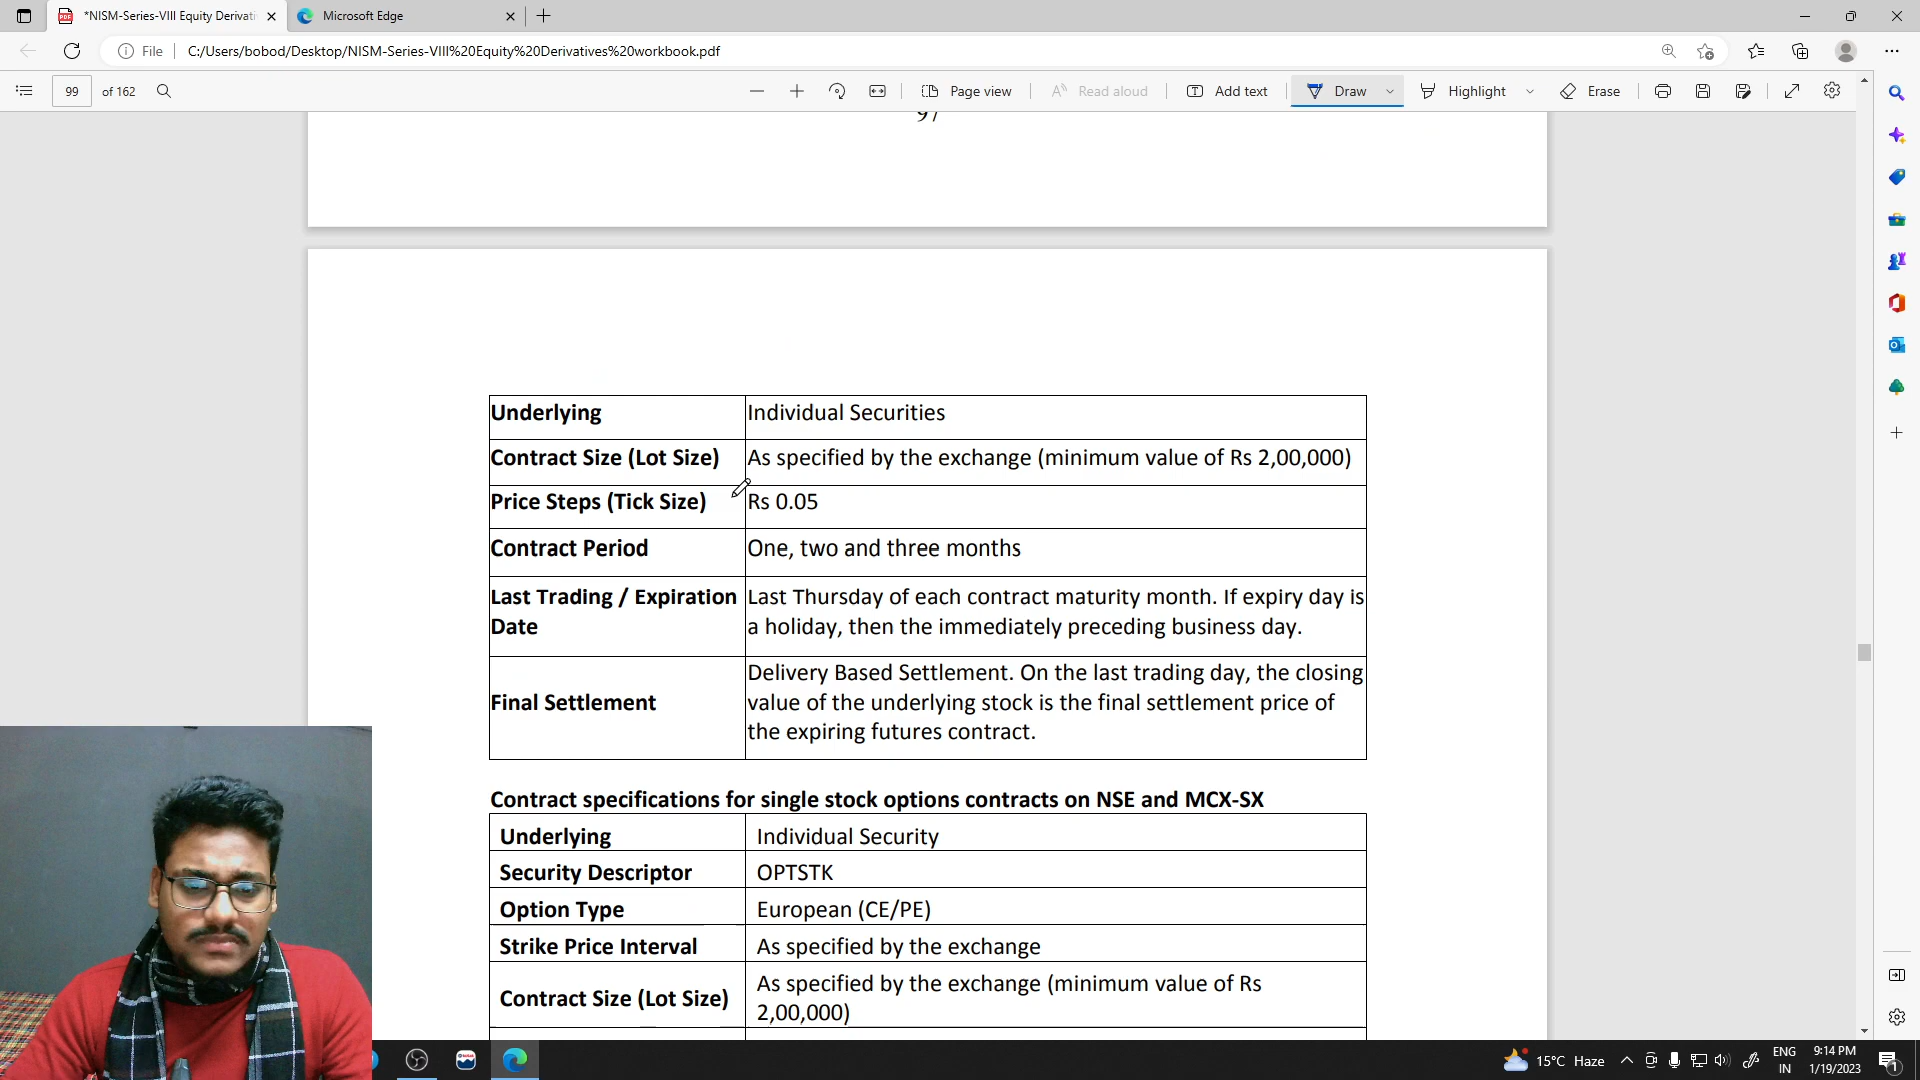 *NISM-Series-VIII Equity Derivati
Microsoft Edge
File
C:/Users/bobod/Desktop/NISM-Series-VIII%20Equity%20Derivatives%20workbook.pdf
99 of 162
Page view
Read aloud
Add text
Draw
Highlight
Erase
97
Underlying Individual Securities
Contract Size (Lot Size) As specified by the exchange (minimum value of Rs 2,00,000)
Price Steps (Tick Size) Rs 0.05
Contract Period One, two and three months
Last Trading / Expiration Last Thursday of each contract maturity month. If expiry day is
Date a holiday, then the immediately preceding business day.
Delivery Based Settlement. On the last trading day, the closing
Final Settlement value of the underlying stock is the final settlement price of
the expiring futures contract.
Contract specifications for single stock options contracts on NSE and MCX-SX
Underlying Individual Security
Security Descriptor OPTSTK
Option Type European (CE/PE)
Strike Price Interval As specified by the exchange
Contract Size (Lot Size) As specified by the exchange (minimum value of Rs
2,00,000)
15°C Haze
ENG
IN
9:14 PM
1/19/2023
1